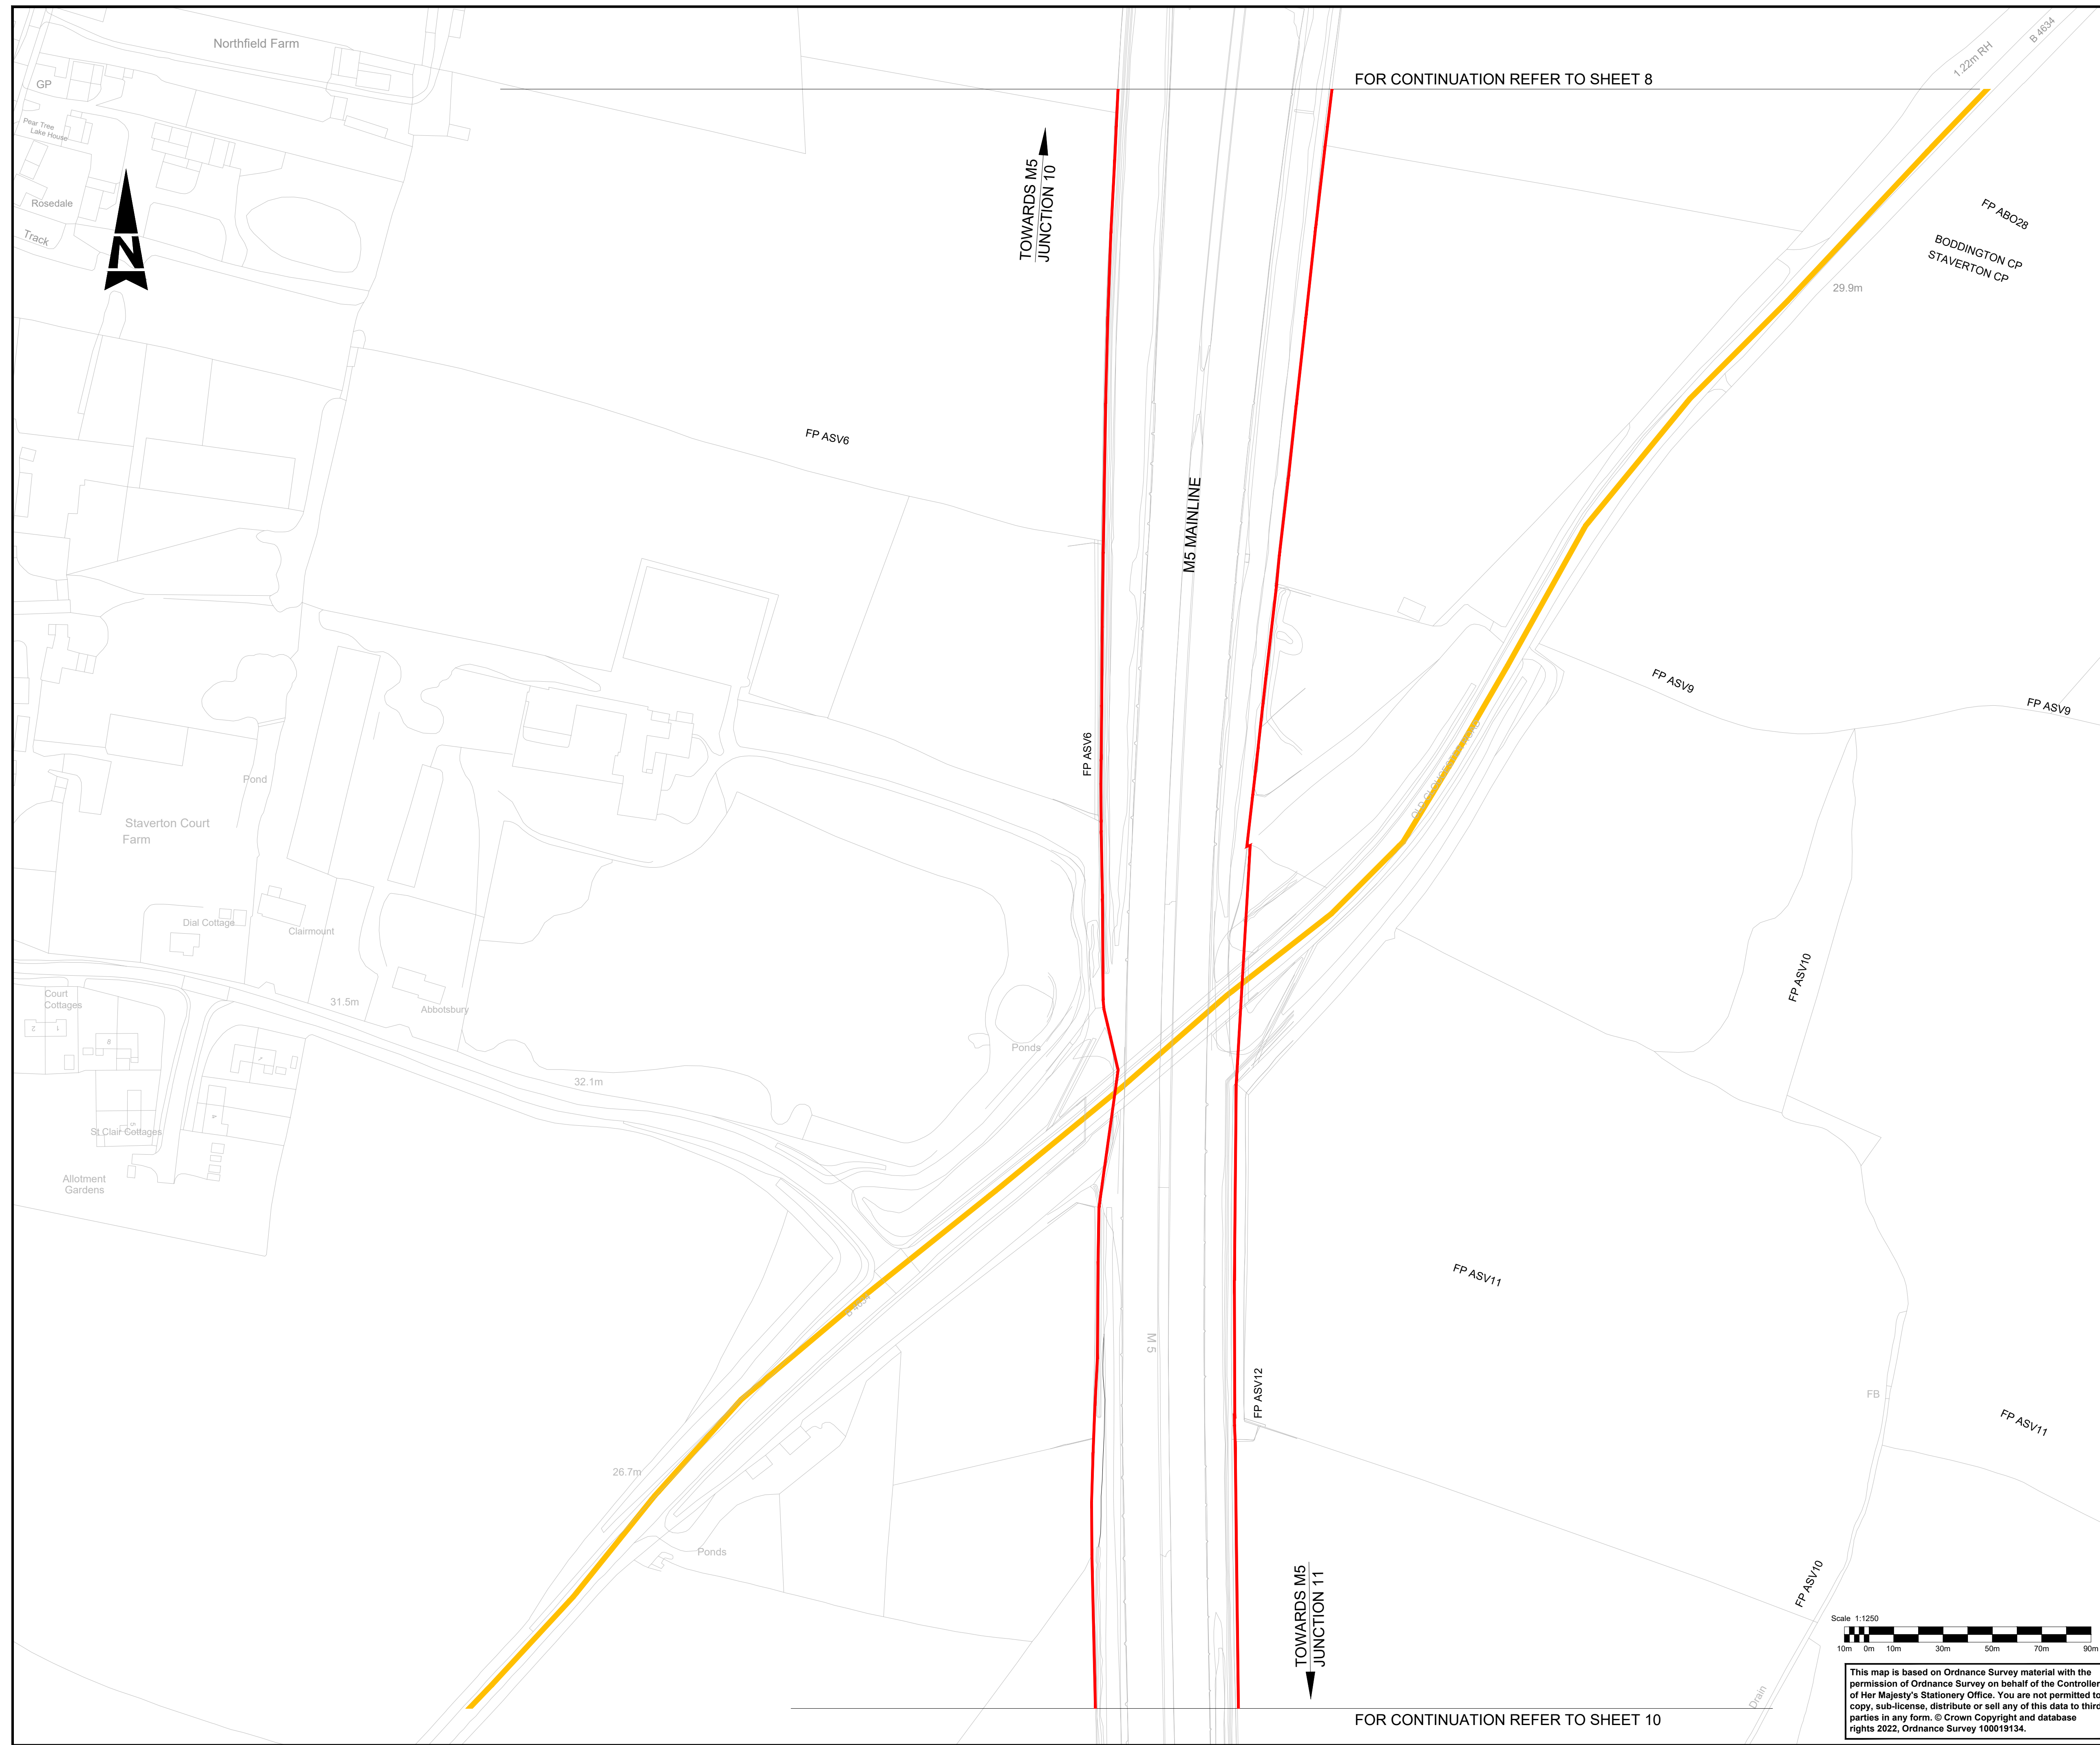 Northfield Farm
GP
Pear Tree
Lake House
Rosedale
Track
N
FOR CONTINUATION REFER TO SHEET 8
1.22m RH
B 4634
TOWARDS M5
JUNCTION 10
FP ABO28
BODDINGTON CP
STAVERTON CP
29.9m
FP ASV6
M5 MAINLINE
FP ASV9
FP ASV9
FP ASV6
Pond
Staverton Court
Farm
Dial Cottage
Clairmount
FP ASV10
Court
Cottages
2
1
8
7
4
5
31.5m
Abbotsbury
Ponds
32.1m
St Clair Cottages
Allotment
Gardens
FP ASV11
B 4634
M 5
FP ASV12
FB
FP ASV11
26.7m
Ponds
TOWARDS M5
JUNCTION 11
FP ASV10
Drain
FOR CONTINUATION REFER TO SHEET 10
Scale 1:1250
10m 0m 10m 30m 50m 70m 90m
This map is based on Ordnance Survey material with the
permission of Ordnance Survey on behalf of the Controller
of Her Majesty's Stationery Office. You are not permitted to
copy, sub-license, distribute or sell any of this data to third
parties in any form. © Crown Copyright and database
rights 2022, Ordnance Survey 100019134.